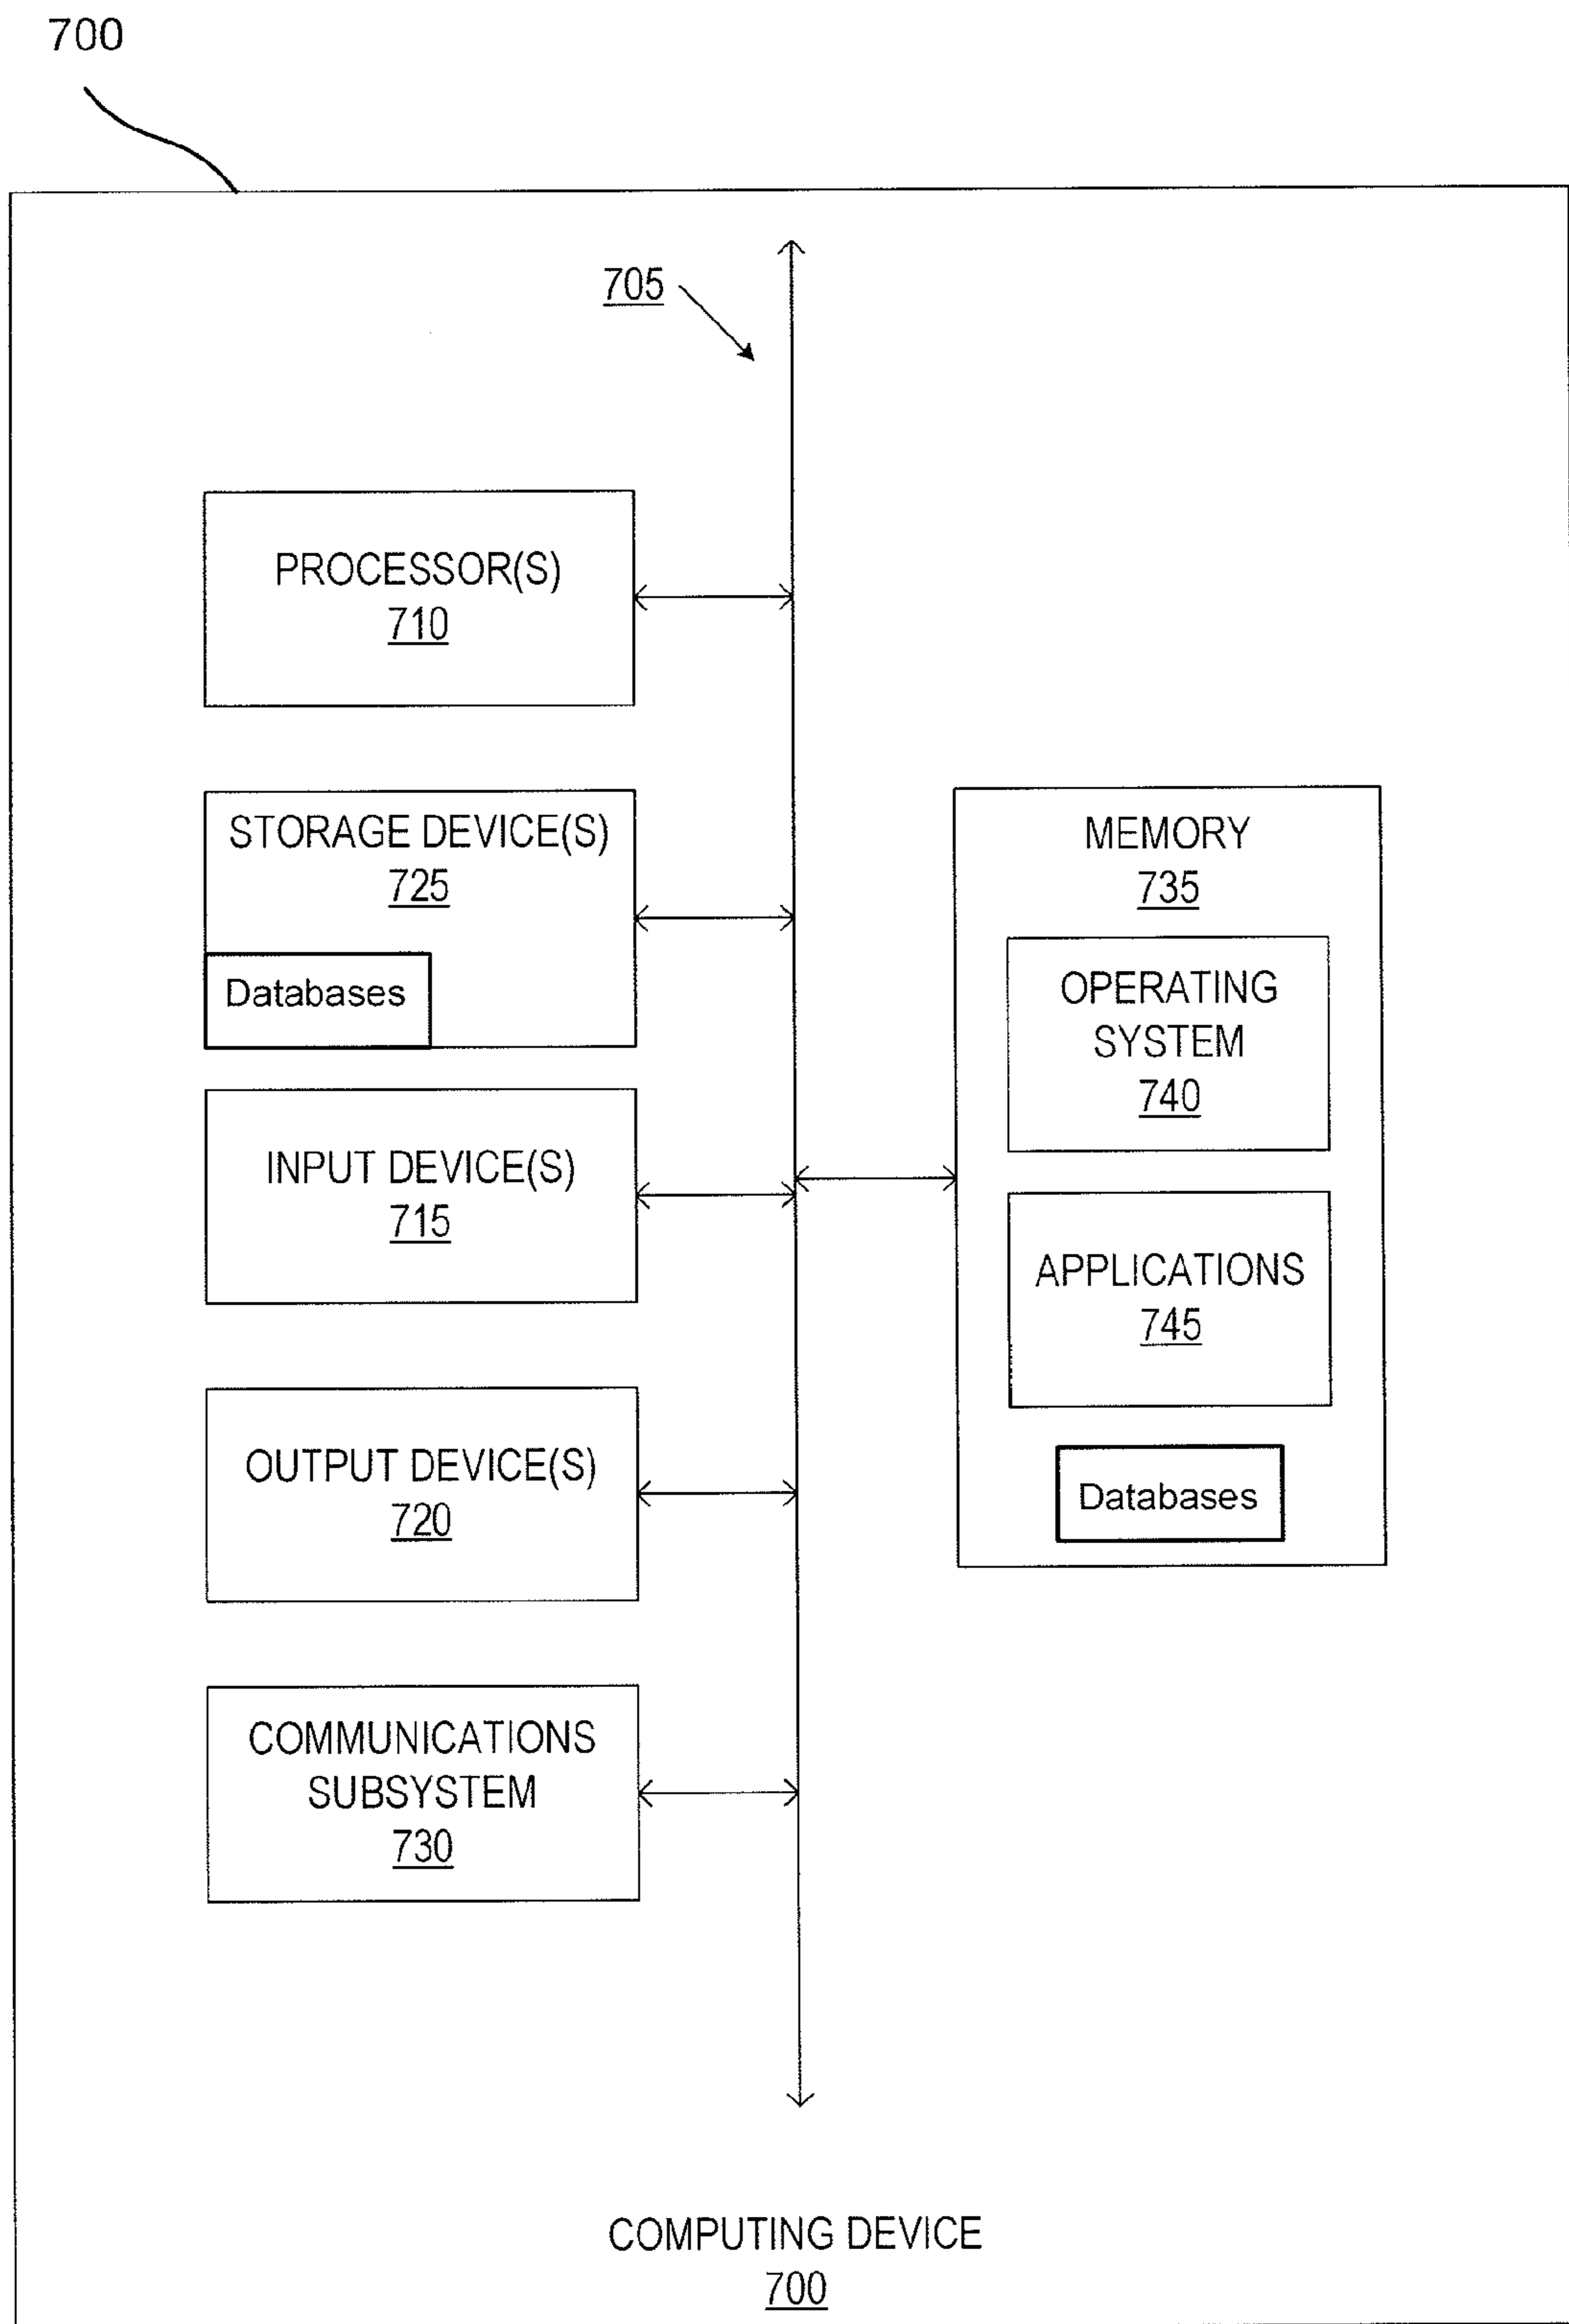 700
705
PROCESSOR(S)
710
STORAGE DEVICE(S)
725
Databases
INPUT DEVICE(S)
715
OUTPUT DEVICE(S)
720
COMMUNICATIONS
SUBSYSTEM
730
MEMORY
735
OPERATING
SYSTEM
740
APPLICATIONS
745
Databases
COMPUTING DEVICE
700